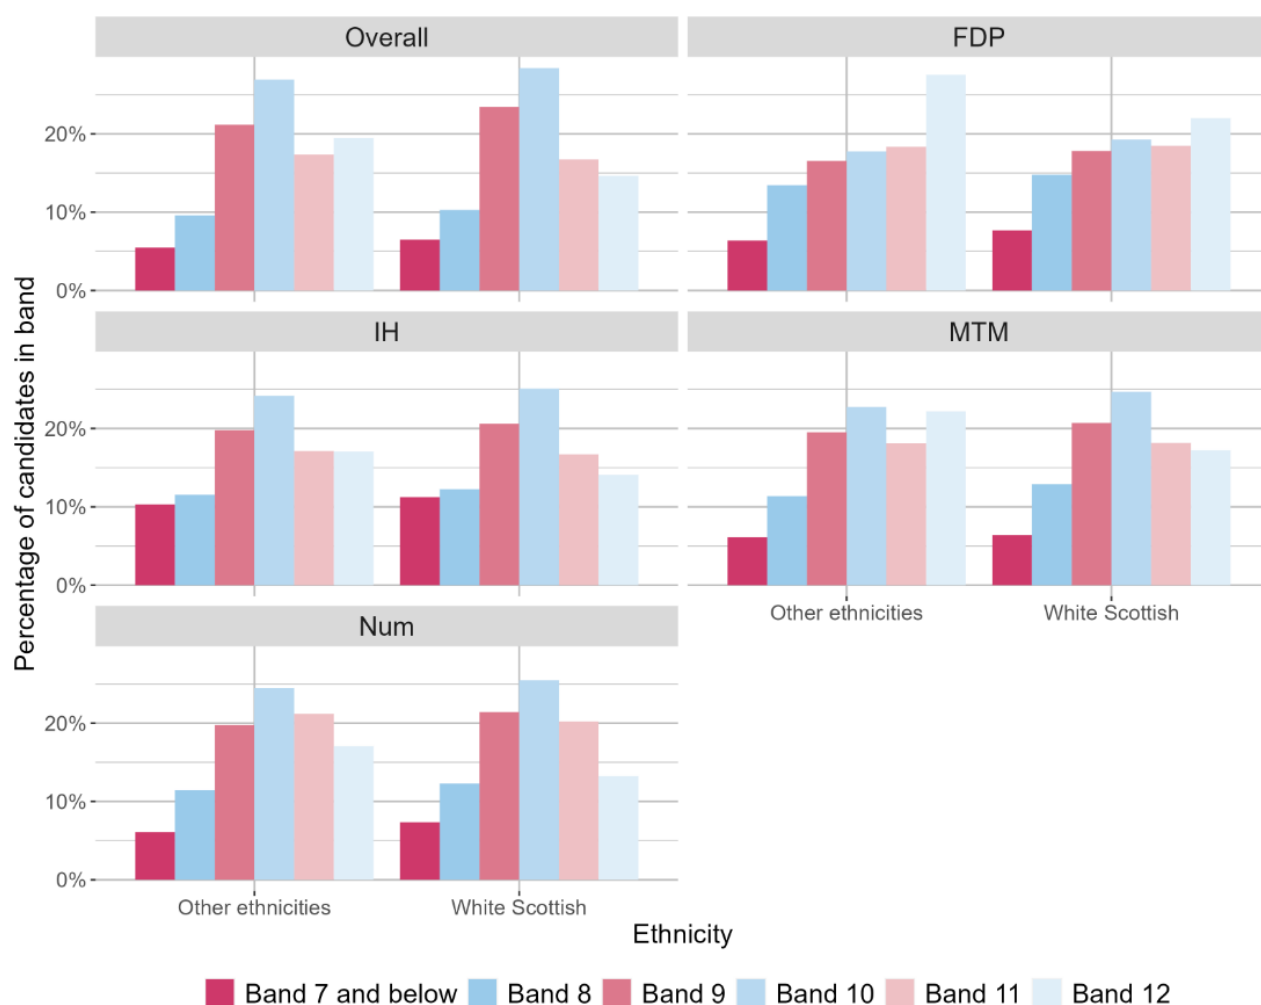 Overall
FDP
20%
10%
0%
IH
MTM
20%
10%
0%
Other ethnicities
White Scottish
Num
20%
10%
0%
Other ethnicities
White Scottish
Percentage of candidates in band
Ethnicity
Band 7 and below
Band 8
Band 9
Band 10
Band 11
Band 12